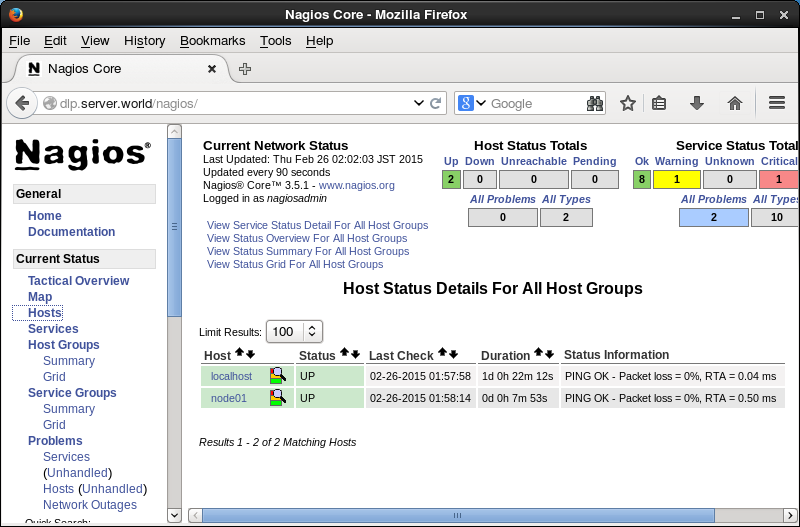 Nagios Core - Mozilla Firefox
File Edit View History Bookmarks Tools Help
Nagios Core
dlp.server.world/nagios/
Google
Nagios®
General
Home
Documentation
Current Status
Tactical Overview
Map
Hosts
Services
Host Groups
Summary
Grid
Service Groups
Summary
Grid
Problems
Services
(Unhandled)
Hosts (Unhandled)
Network Outages
Quick Search:
Current Network Status
Last Updated: Thu Feb 26 02:02:03 JST 2015
Updated every 90 seconds
Nagios® Core™ 3.5.1 - www.nagios.org
Logged in as nagiosadmin
View Service Status Detail For All Host Groups
View Status Overview For All Host Groups
View Status Summary For All Host Groups
View Status Grid For All Host Groups
Host Status Totals
Up Down Unreachable Pending
2 0 0 0
All Problems All Types
0 2
Service Status Total
Ok Warning Unknown Critical
8 1 0 1
All Problems All Types
2 10
Host Status Details For All Host Groups
Limit Results: 100
Host Status Last Check Duration Status Information
localhost UP 02-26-2015 01:57:58 1d 0h 22m 12s PING OK - Packet loss = 0%, RTA = 0.04 ms
node01 UP 02-26-2015 01:58:14 0d 0h 7m 53s PING OK - Packet loss = 0%, RTA = 0.50 ms
Results 1 - 2 of 2 Matching Hosts